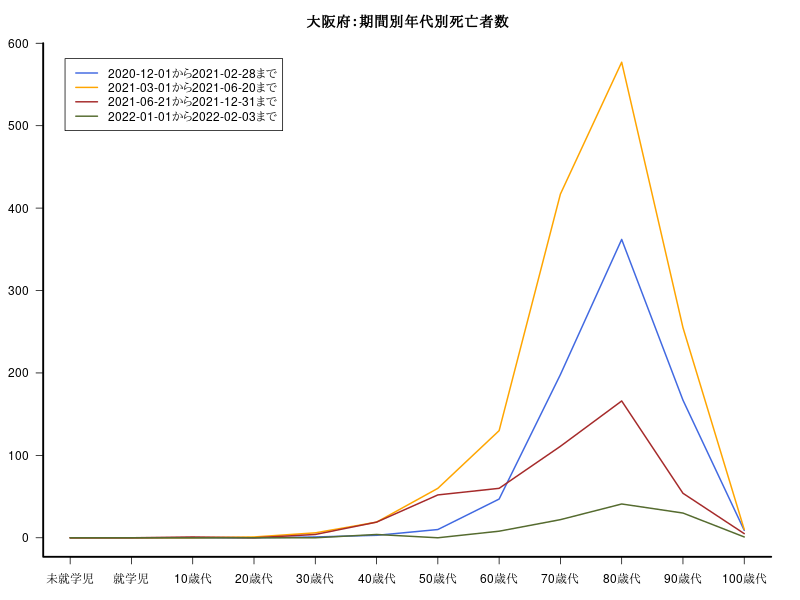 大阪府:期間別年代別死亡者数
600
500
400
300
200
100
0
2020-12-01から2021-02-28まで
2021-03-01から2021-06-20まで
2021-06-21から2021-12-31まで
2022-01-01から2022-02-03まで
未就学児 就学児 10歳代 20歳代 30歳代 40歳代 50歳代 60歳代 70歳代 80歳代 90歳代 100歳代